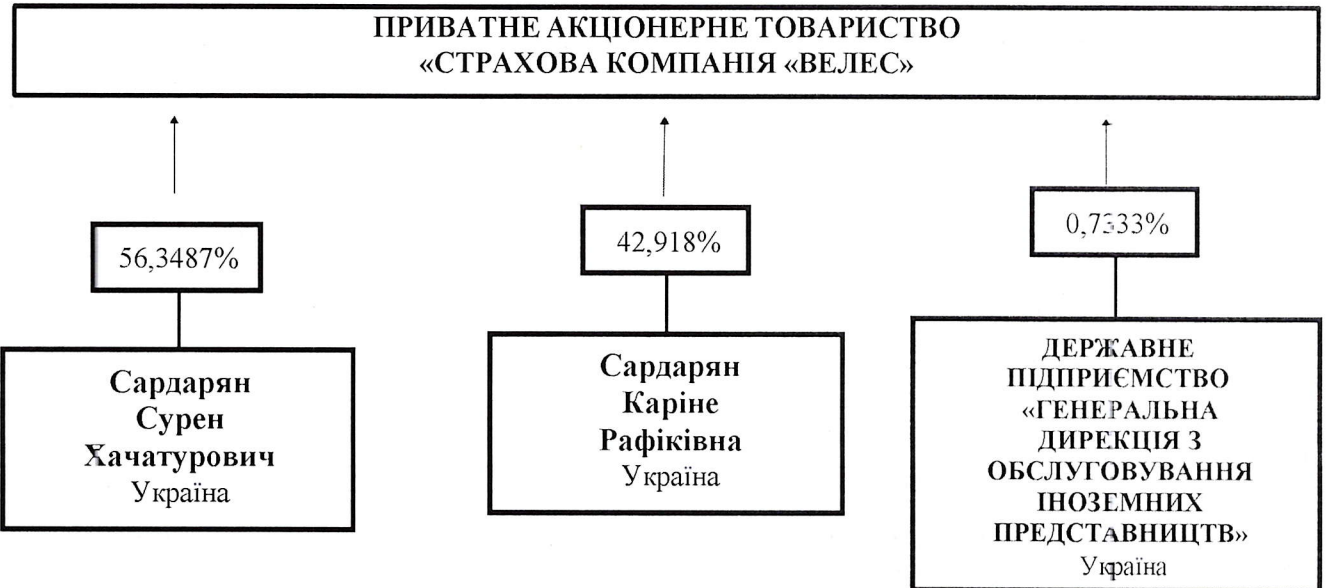 ПРИВАТНЕ АКЦІОНЕРНЕ ТОВАРИСТВО
«СТРАХОВА КОМПАНІЯ «ВЕЛЕС»
56,3487%
42,918%
0,7333%
Сардарян
Сурен
Хачатурович
Україна
Сардарян
Каріне
Рафіківна
Україна
ДЕРЖАВНЕ
ПІДПРИЄМСТВО
«ГЕНЕРАЛЬНА
ДИРЕКЦІЯ З
ОБСЛУГОВУВАННЯ
ІНОЗЕМНИХ
ПРЕДСТАВНИЦТВ»
Україна